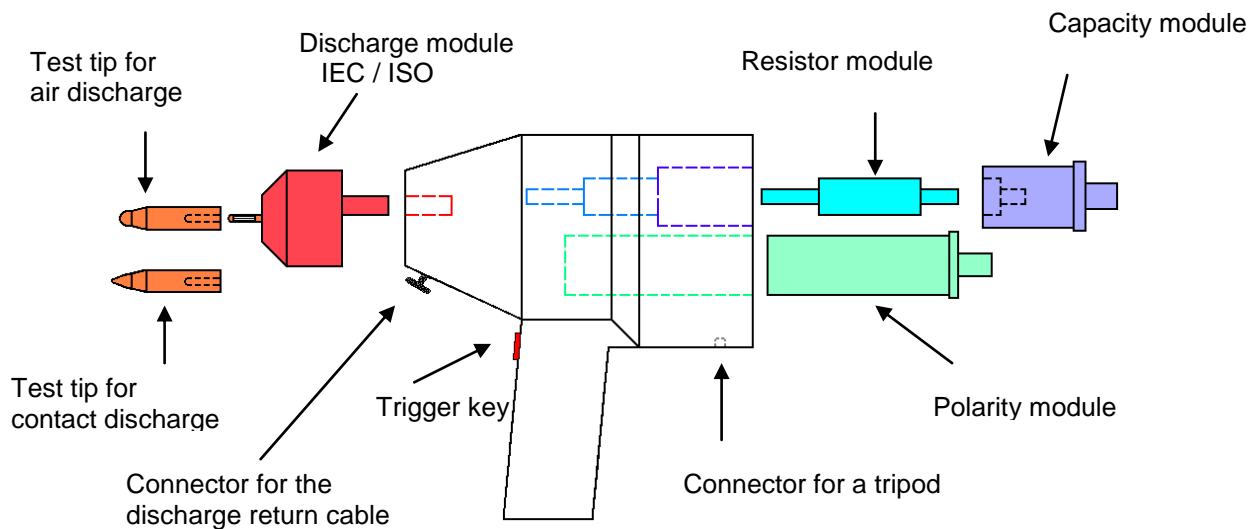 Test tip for
air discharge
Discharge module
IEC / ISO
Resistor module
Capacity module
Test tip for
contact discharge
Connector for the
discharge return cable
Trigger key
Connector for a tripod
Polarity module